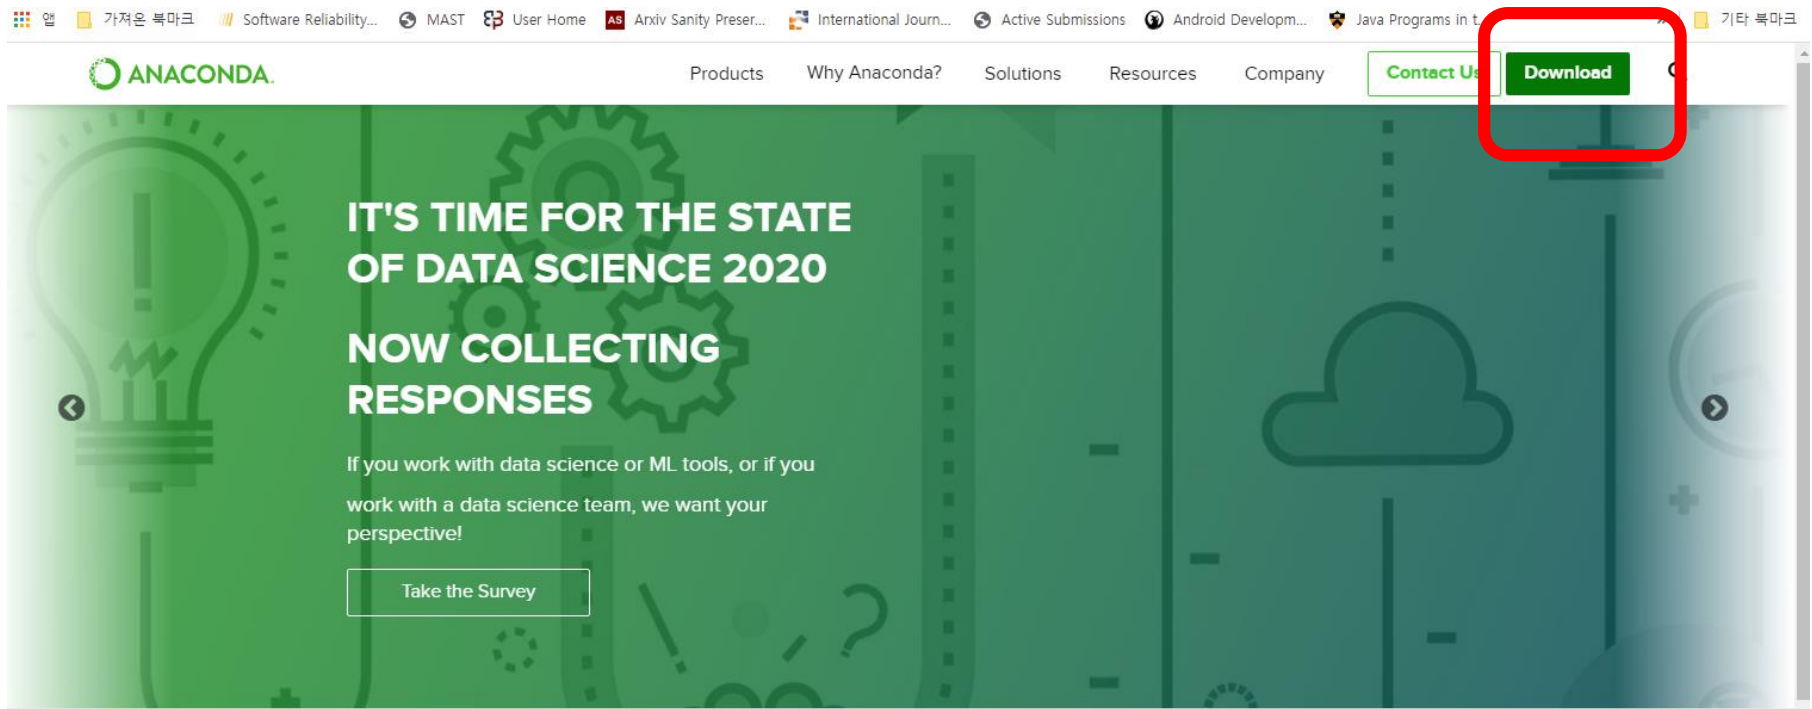 앱 가져온 북마크 Software Reliability... MAST User Home AS Arxiv Sanity Preser... International Journ... Active Submissions Android Developm... Java Programs in t... » 기타 북마크
ANACONDA. Products Why Anaconda? Solutions Resources Company Contact Us Download
IT'S TIME FOR THE STATE
OF DATA SCIENCE 2020
NOW COLLECTING
RESPONSES
If you work with data science or ML tools, or if you
work with a data science team, we want your
perspective!
Take the Survey